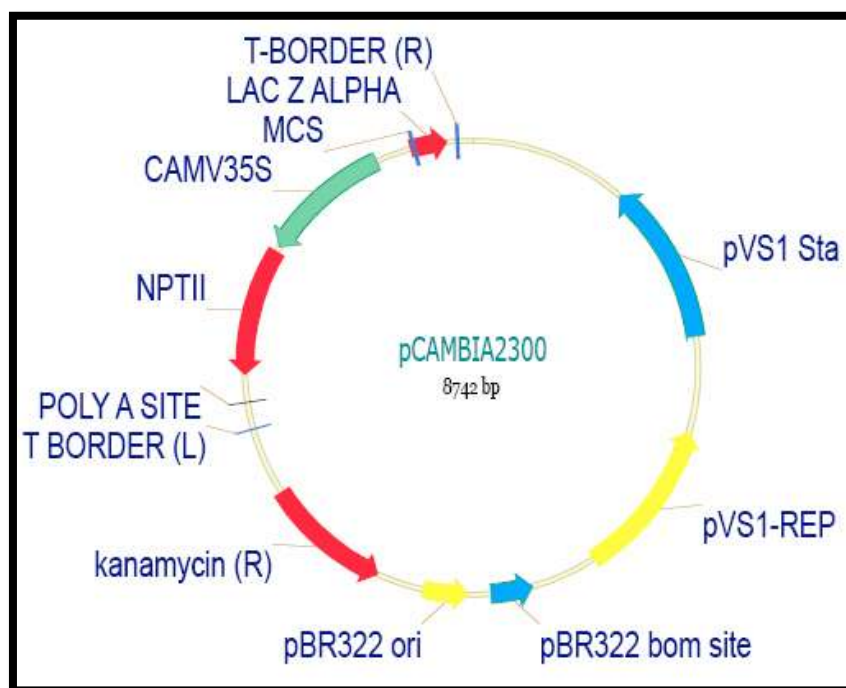 T-BORDER (R)
LAC Z ALPHA
MCS
CAMV35S
pVS1 Sta
NPTII
pCAMBIA2300
8742 bp
POLY A SITE
T BORDER (L)
pVS1-REP
kanamycin (R)
pBR322 ori
pBR322 bom site